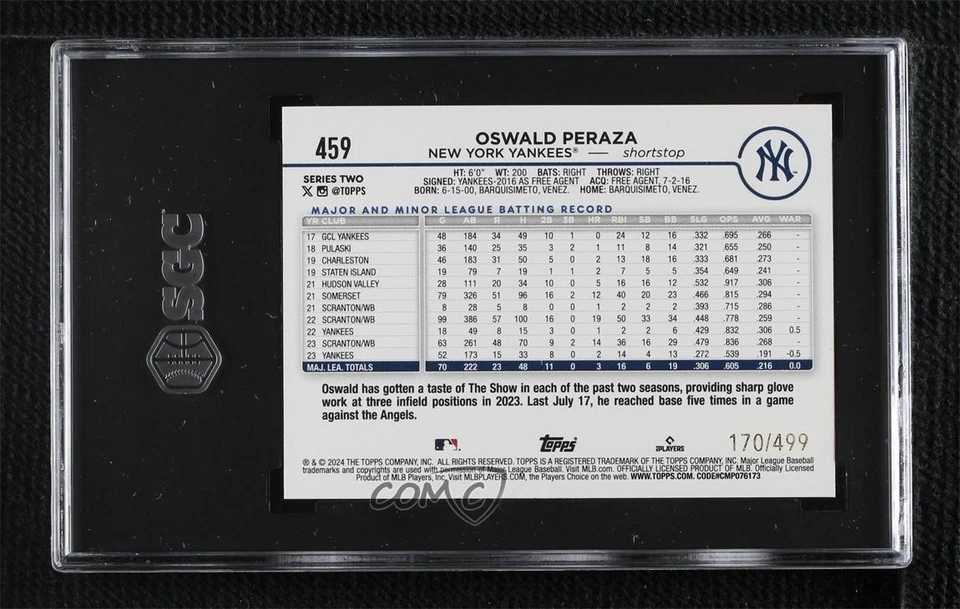 459
OSWALD PERAZA
NEW YORK YANKEES® — shortstop
SERIES TWO
X @TOPPS
HT: 6'0" WT: 200 BATS: RIGHT THROWS: RIGHT
SIGNED: YANKEES-2016 AS FREE AGENT ACQ: FREE AGENT, 7-2-16
BORN: 6-15-00, BARQUISIMETO, VENEZ. HOME: BARQUISIMETO, VENEZ.
NY
MAJOR AND MINOR LEAGUE BATTING RECORD
YR CLUB G AB R H 2B 3B HR RBI SB BB SLG OPS AVG WAR
17 GCL YANKEES 48 184 34 49 10 1 0 24 12 16 .332 .695 .266 -
18 PULASKI 36 140 25 35 3 2 1 11 8 14 .321 .655 .250 -
19 CHARLESTON 46 183 31 50 5 0 2 13 18 16 .333 .681 .273 -
19 STATEN ISLAND 19 79 7 19 1 1 2 7 5 5 .354 .649 .241 -
21 HUDSON VALLEY 28 111 20 34 10 0 5 16 16 12 .532 .917 .306 -
21 SOMERSET 79 326 51 96 16 2 12 40 20 23 .466 .815 .294 -
21 SCRANTON/WB 8 28 5 8 0 0 1 2 2 2 .393 .715 .286 -
22 SCRANTON/WB 99 386 57 100 16 0 19 50 33 34 .448 .778 .259 -
22 YANKEES 18 49 8 15 3 0 1 2 2 6 .429 .832 .306 0.5
23 SCRANTON/WB 63 261 48 70 9 2 14 36 16 29 .479 .836 .268 -
23 YANKEES 52 173 15 33 8 0 2 14 4 13 .272 .539 .191 -0.5
MAJ. LEA. TOTALS 70 222 23 48 11 0 3 16 6 19 .306 .605 .216 0.0
Oswald has gotten a taste of The Show in each of the past two seasons, providing sharp glove
work at three infield positions in 2023. Last July 17, he reached base five times in a game
against the Angels.
topps
PLAYERS
170/499
® & © 2024 THE TOPPS COMPANY, INC. ALL RIGHTS RESERVED. TOPPS IS A REGISTERED TRADEMARK OF THE TOPPS COMPANY, INC. Major League Baseball
trademarks and copyrights are used with permission of Major League Baseball. Visit MLB.com. OFFICIALLY LICENSED PRODUCT OF MLB. Officially Licensed
Product of MLB Players, Inc. Visit MLBPLAYERS.COM, the Players Choice on the web. WWW.TOPPS.COM. CODE#CMP076173
COMC
SGC